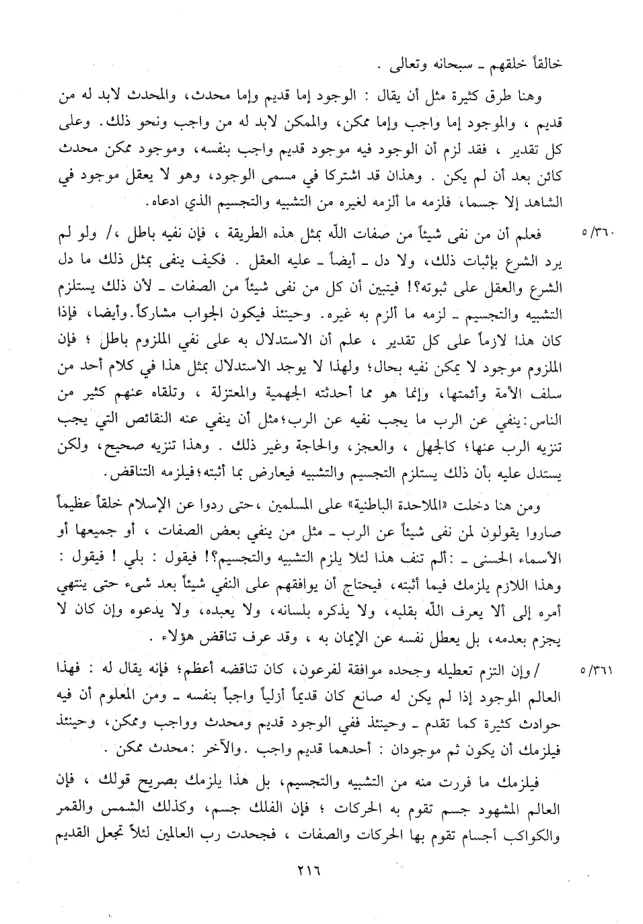 خالقاً خلقهم ـ سبحانه وتعالى .
وهنا طرق كثيرة مثل أن يقال : الوجود إما قديم وإما محدث، والمحدث لابد له من
قديم ، والموجود إما واجب وإما ممكن، والممكن لابد له من واجب ونحو ذلك. وعلى
كل تقدير ، فقد لزم أن الوجود فيه موجود قديم واجب بنفسه، وموجود ممكن محدث
كائن بعد أن لم يكن . وهذان قد اشتركا في مسمى الوجود، وهو لا يعقل موجود في
الشاهد إلا جسما، فلزمه ما ألزمه لغيره من التشبيه والتجسيم الذي ادعاه.
٥/٣٦٠ فعلم أن من نفى شيئاً من صفات الله بمثل هذه الطريقة ، فإن نفيه باطل ،/ ولو لم
يرد الشرع بإثبات ذلك، ولا دل ـ أيضاً ـ عليه العقل . فكيف ينفى بمثل ذلك ما دل
الشرع والعقل على ثبوته؟! فيتبين أن كل من نفى شيئاً من الصفات ـ لأن ذلك يستلزم
التشبيه والتجسيم ـ لزمه ما ألزم به غيره. وحينئذ فيكون الجواب مشاركاً.وأيضا، فإذا
كان هذا لازماً على كل تقدير ، علم أن الاستدلال به على نفي الملزوم باطل ؛ فإن
الملزوم موجود لا يمكن نفيه بحال؛ ولهذا لا يوجد الاستدلال بمثل هذا في كلام أحد من
سلف الأمة وأئمتها، وإنما هو مما أحدثته الجهمية والمعتزلة ، وتلقاه عنهم كثير من
الناس:ينفي عن الرب ما يجب نفيه عن الرب؛مثل أن ينفي عنه النقائص التي يجب
تنزيه الرب عنها؛ كالجهل ، والعجز، والحاجة وغير ذلك . وهذا تنزيه صحيح، ولكن
يستدل عليه بأن ذلك يستلزم التجسيم والتشبيه فيعارض بما أثبته؛فيلزمه التناقض.
ومن هنا دخلت «الملاحدة الباطنية» على المسلمين ،حتى ردوا عن الإسلام خلقاً عظيماً
صاروا يقولون لمن نفى شيئاً عن الرب ـ مثل من ينفي بعض الصفات ، أو جميعها أو
الأسماء الحسنى ـ :ألم تنف هذا لئلا يلزم التشبيه والتجسيم؟! فيقول : بلي ! فيقول :
وهذا اللازم يلزمك فيما أثبته، فيحتاج أن يوافقهم على النفي شيئاً بعد شىء حتى ينتهي
أمره إلى ألا يعرف الله بقلبه، ولا يذكره بلسانه، ولا يعبده، ولا يدعوه وإن كان لا
يجزم بعدمه، بل يعطل نفسه عن الإيمان به ، وقد عرف تناقض هؤلاء .
٥/٣٦١ /وإن التزم تعطيله وجحده موافقة لفرعون، كان تناقضه أعظم؛ فإنه يقال له : فهذا
العالم الموجود إذا لم يكن له صانع كان قديماً أزلياً واجباً بنفسه ـ ومن المعلوم أن فيه
حوادث كثيرة كما تقدم ـ وحينئذ ففي الوجود قديم ومحدث وواجب وممكن، وحينئذ
فيلزمك أن يكون ثم موجودان : أحدهما قديم واجب .والآخر :محدث ممكن .
فيلزمك ما فررت منه من التشبيه والتجسيم، بل هذا يلزمك بصريح قولك ، فإن
العالم المشهود جسم تقوم به الحركات ؛ فإن الفلك جسم، وكذلك الشمس والقمر
والكواكب أجسام تقوم بها الحركات والصفات ، فجحدت رب العالمين لئلاً تجعل القديم
٢١٦